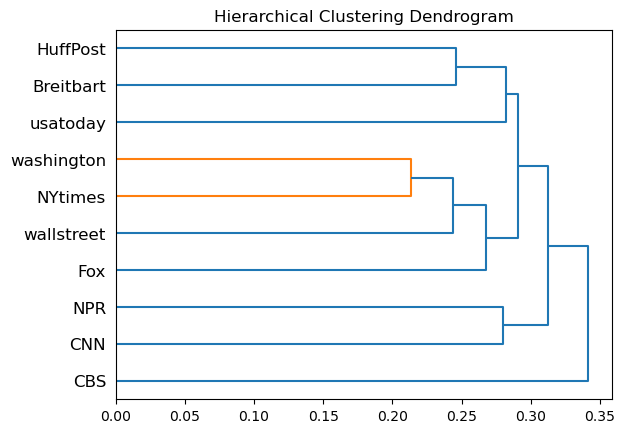 Hierarchical Clustering Dendrogram
HuffPost
Breitbart
usatoday
washington
NYtimes
wallstreet
Fox
NPR
CNN
CBS
0.00 0.05 0.10 0.15 0.20 0.25 0.30 0.35